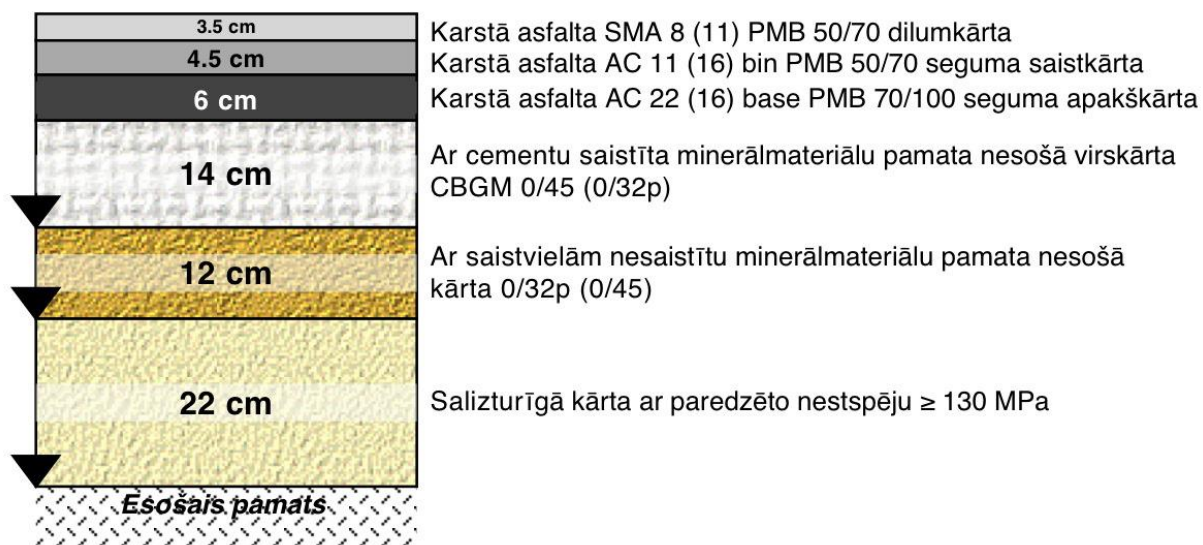 3.5 cm
Karstā asfalta SMA 8 (11) PMB 50/70 dilumkārta
4.5 cm
Karstā asfalta AC 11 (16) bin PMB 50/70 seguma saistkārta
6 cm
Karstā asfalta AC 22 (16) base PMB 70/100 seguma apakškārta
14 cm
Ar cementu saistīta minerālmateriālu pamata nesošā virskārta
CBGM 0/45 (0/32p)
12 cm
Ar saistvielām nesaistītu minerālmateriālu pamata nesošā
kārta 0/32p (0/45)
22 cm
Salizturīgā kārta ar paredzēto nestspēju ≥ 130 MPa
Esošais pamats